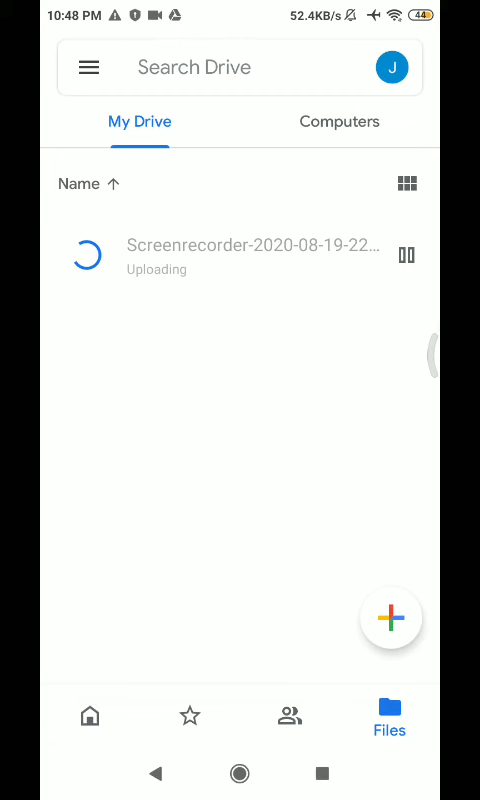 10:48 PM 52.4KB/s 44
Search Drive J
My Drive Computers
Name
Screenrecorder-2020-08-19-22...
Uploading
Files